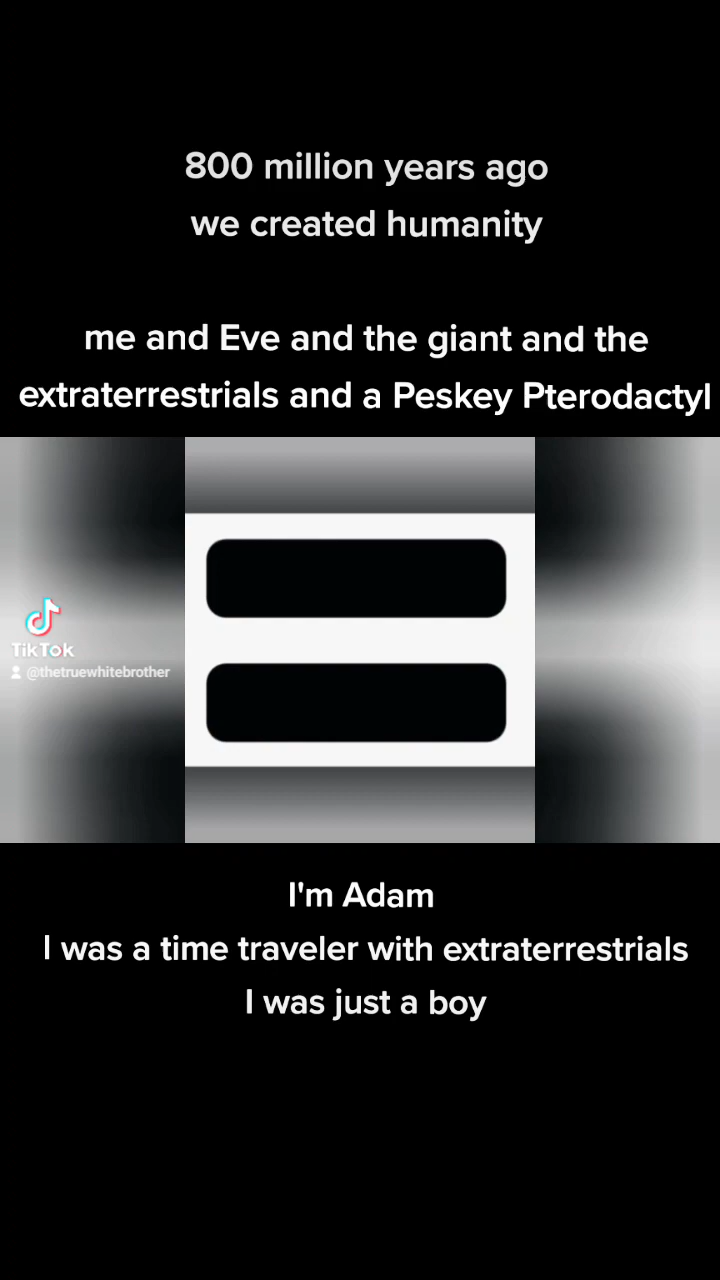 800 million years ago
we created humanity
me and Eve and the giant and the
extraterrestrials and a Peskey Pterodactyl
TikTok
@thetruewhitebrother
I'm Adam
I was a time traveler with extraterrestrials
I was just a boy